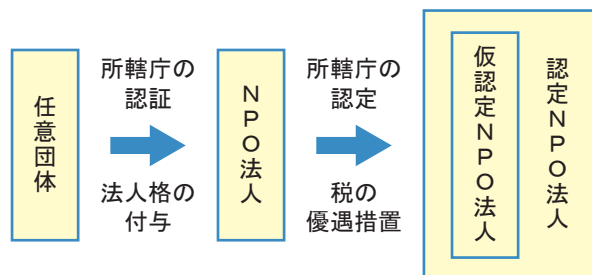 任意団体
所轄庁の
認証
法人格の
付与
NPO法人
所轄庁の
認定
税の
優遇措置
仮認定NPO法人
認定NPO法人